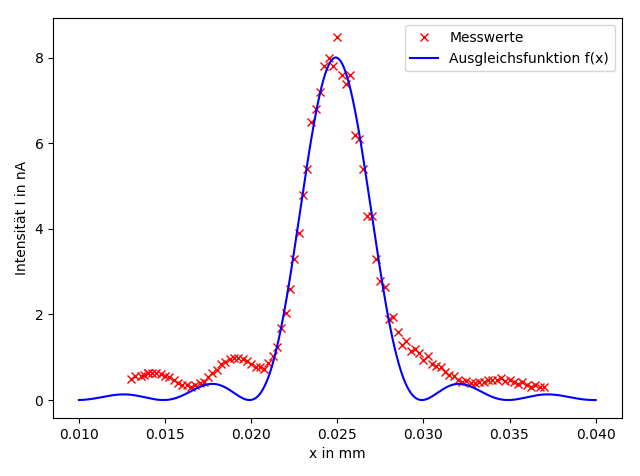 Messwerte
Ausgleichsfunktion f(x)
Intensität I in nA
8
6
4
2
0
0.010 0.015 0.020 0.025 0.030 0.035 0.040
x in mm